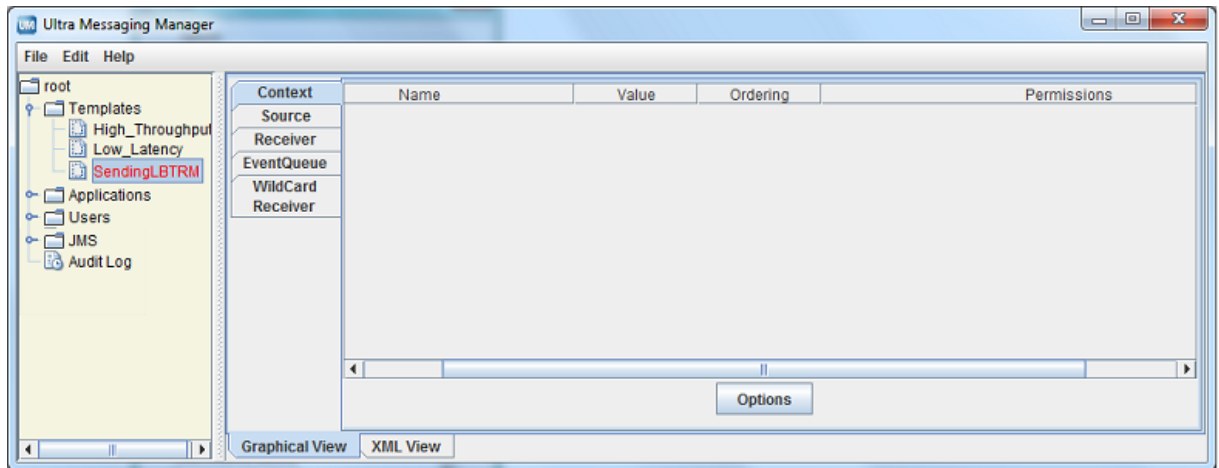 UM Ultra Messaging Manager
File Edit Help
root
Templates
High_Throughput
Low_Latency
SendingLBTRM
Applications
Users
JMS
Audit Log
Context
Source
Receiver
EventQueue
WildCard
Receiver
Name Value Ordering Permissions
Options
Graphical View XML View